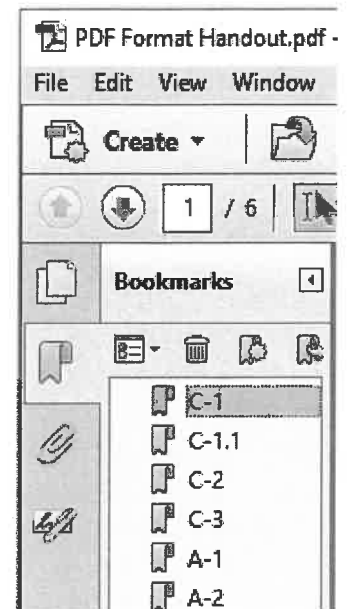 PDF Format Handout.pdf -
File Edit View Window
Create
1 / 6
Bookmarks
C-1
C-1.1
C-2
C-3
A-1
A-2